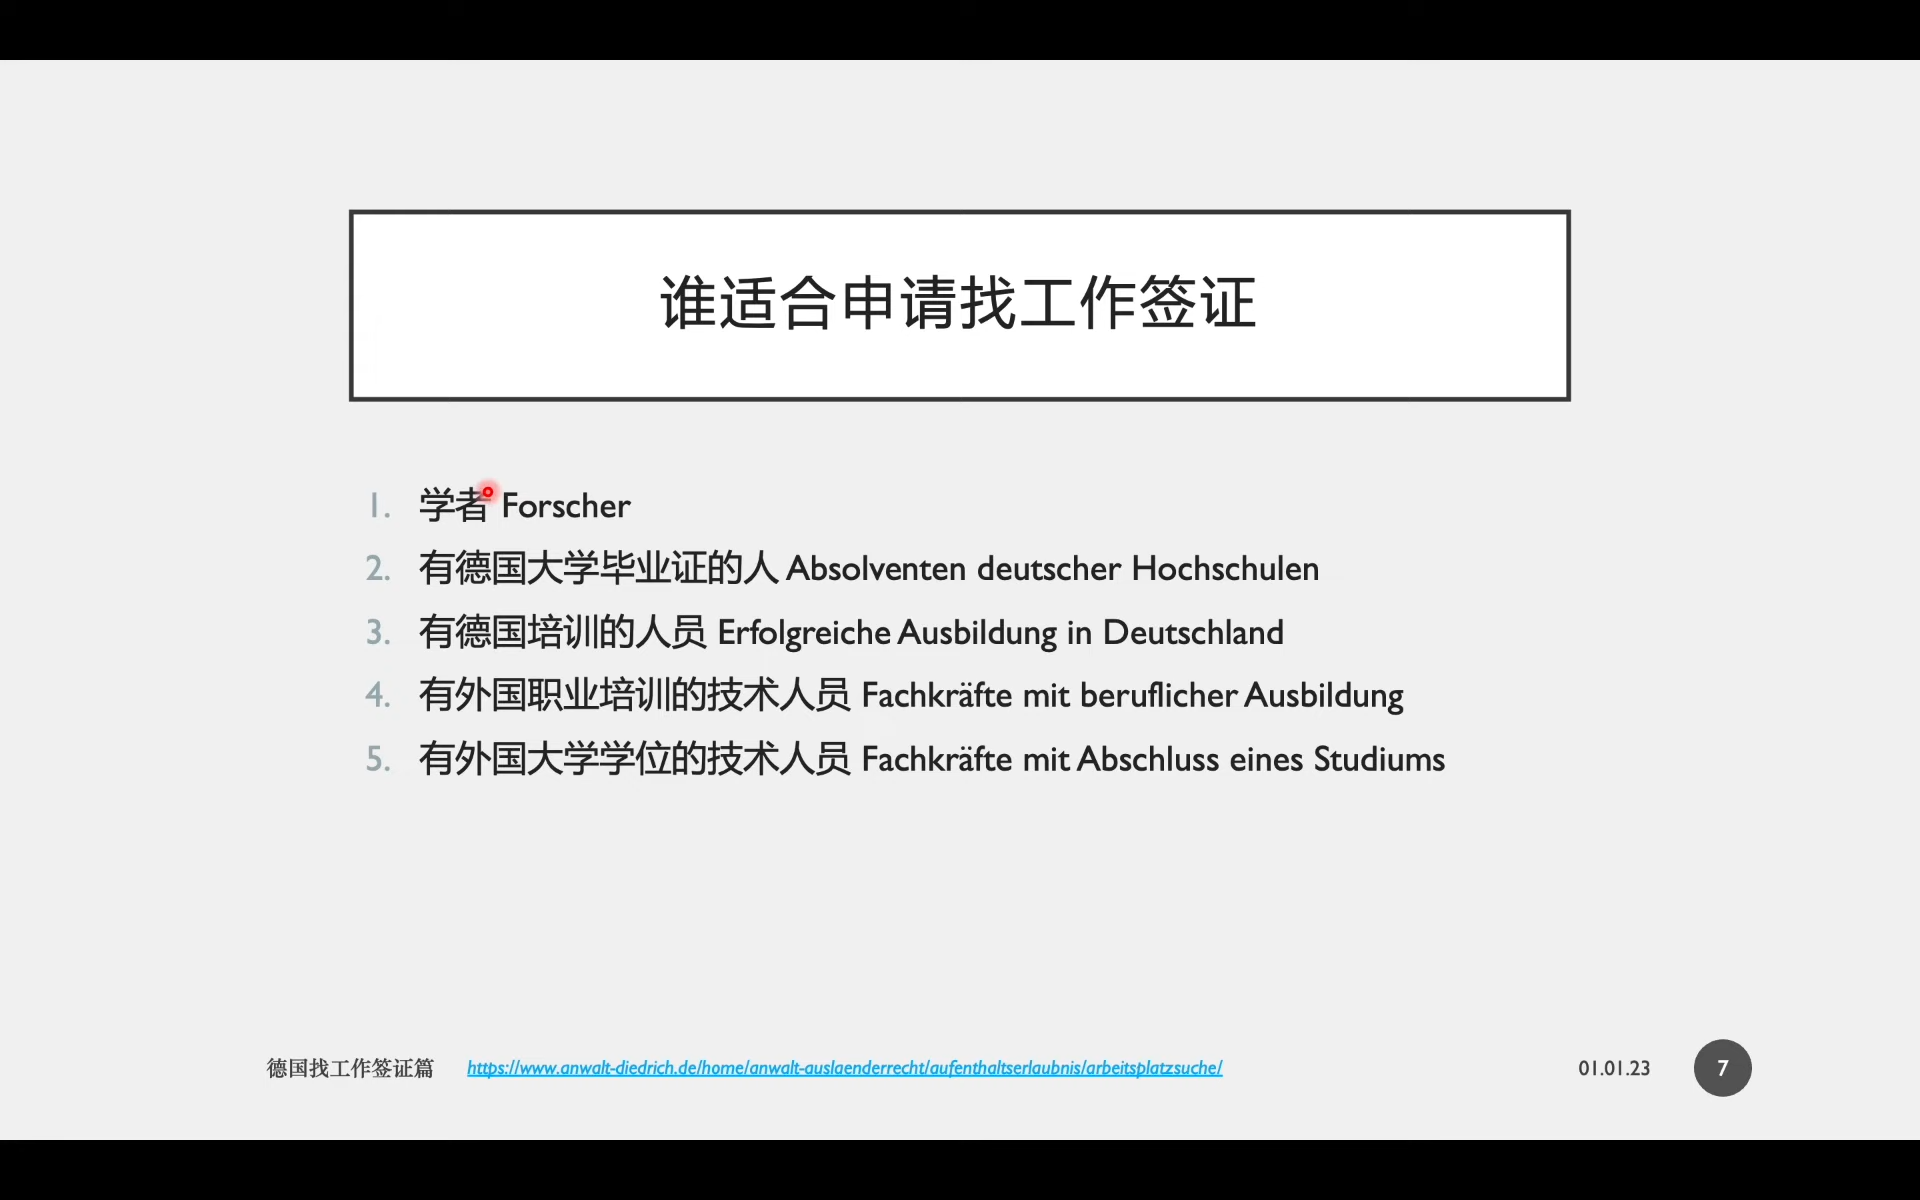 谁适合申请找工作签证
1. 学者 Forscher
2. 有德国大学毕业证的人 Absolventen deutscher Hochschulen
3. 有德国培训的人员 Erfolgreiche Ausbildung in Deutschland
4. 有外国职业培训的技术人员 Fachkräfte mit beruflicher Ausbildung
5. 有外国大学学位的技术人员 Fachkräfte mit Abschluss eines Studiums
德国找工作签证篇 https://www.anwalt-diedrich.de/home/anwalt-auslaenderrecht/aufenthaltserlaubnis/arbeitsplatzsuche/ 01.01.23 7